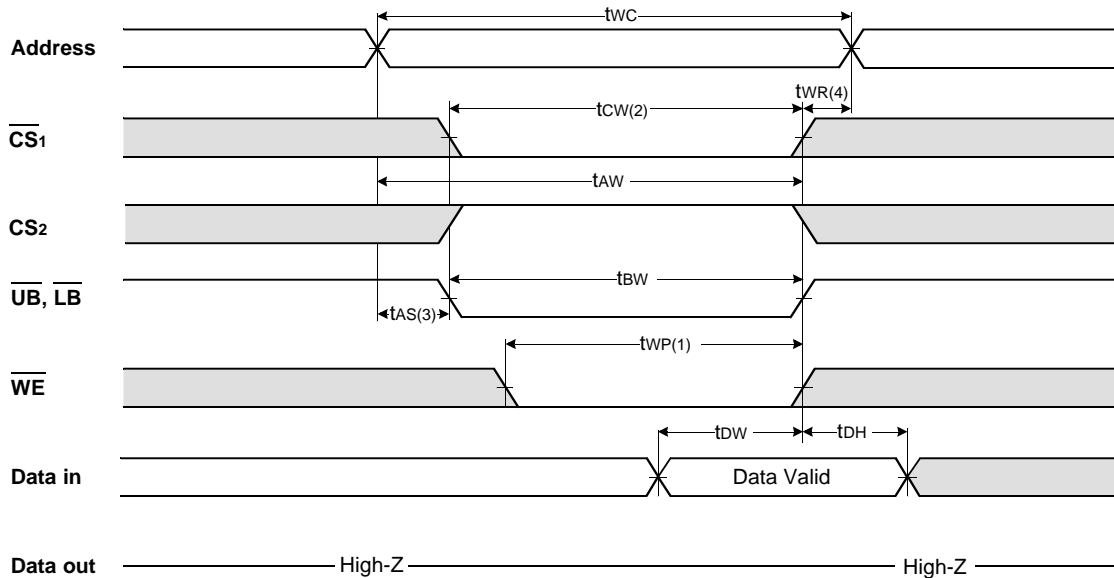 tWC
Address
tWR(4)
tCW(2)
CS1
tAW
CS2
tBW
UB, LB
tAS(3)
tWP(1)
WE
tDW
tDH
Data in
Data Valid
Data out
High-Z
High-Z